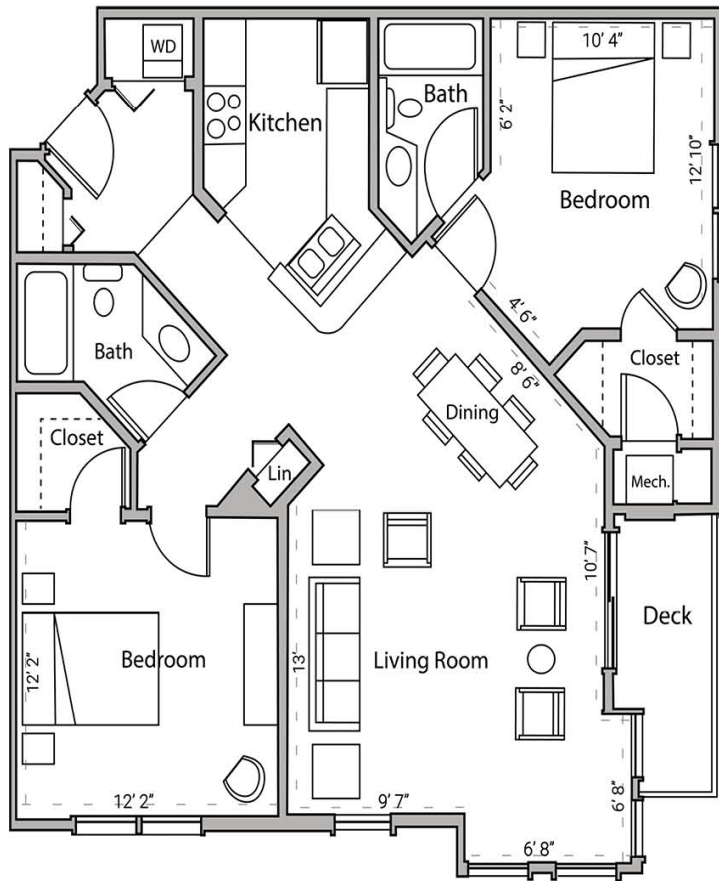 WD
10' 4"
Bath
Kitchen
6' 2"
12' 10"
Bedroom
4' 6"
Bath
Closet
8' 6"
Dining
Closet
Lin
Mech.
10' 7"
Deck
12' 2"
Bedroom
13'
Living Room
12' 2"
9' 7"
6' 8"
6' 8"